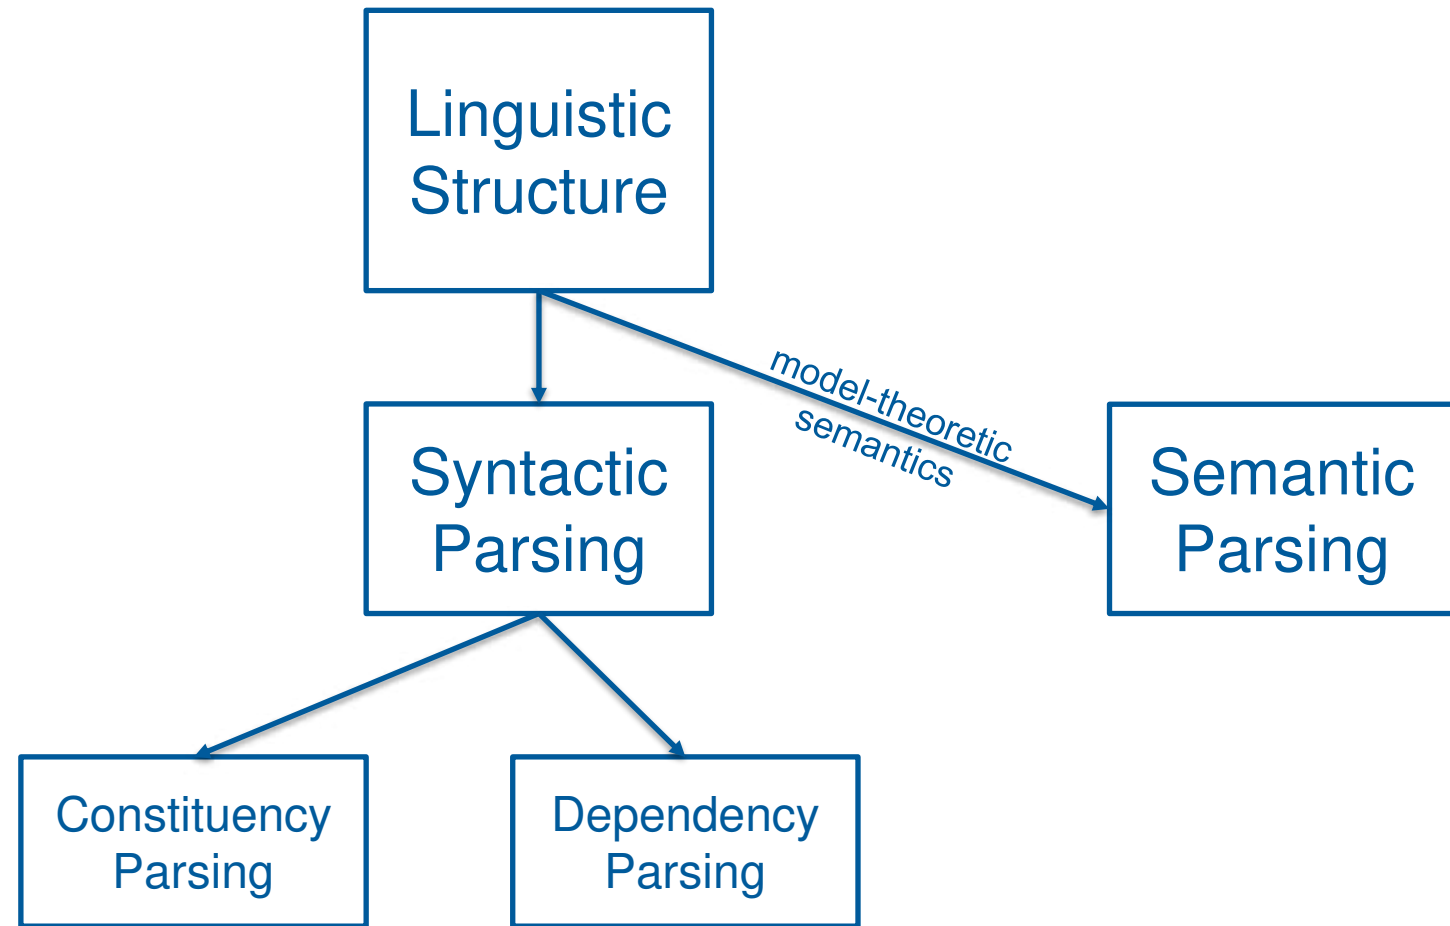 Linguistic
Structure
model-theoretic
semantics
Syntactic
Parsing
Semantic
Parsing
Constituency
Parsing
Dependency
Parsing